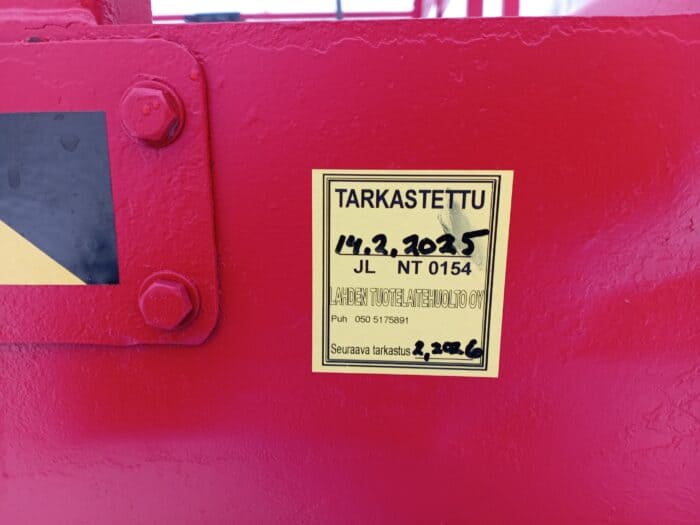 TARKASTETTU
14.2.2025
JL NT 0154
LAHDEN TUOTELAITEHUOLTO OY
Puh 050 5175891
Seuraava tarkastus 2,2026